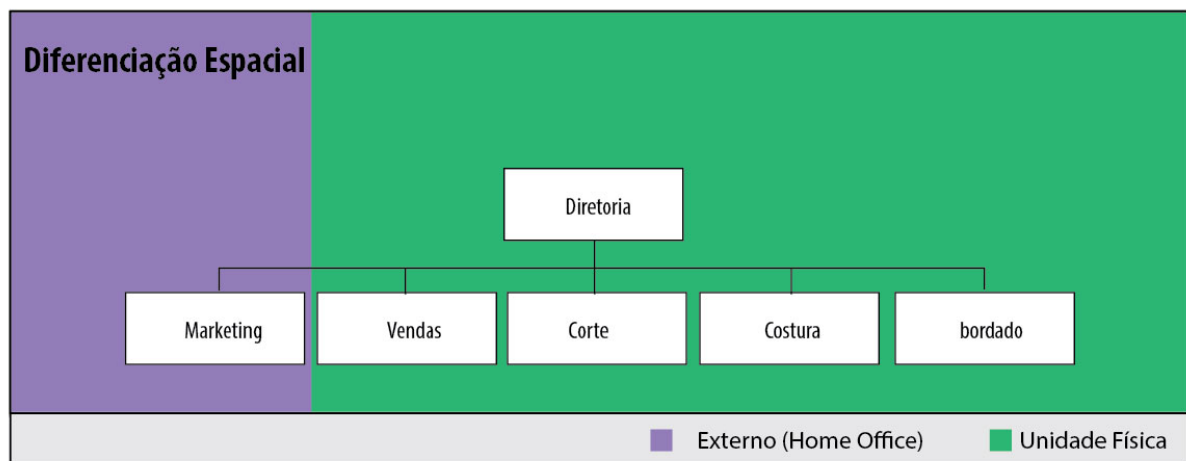 Diferenciação Espacial
Diretoria
Marketing
Vendas
Corte
Costura
bordado
Externo (Home Office)
Unidade Física